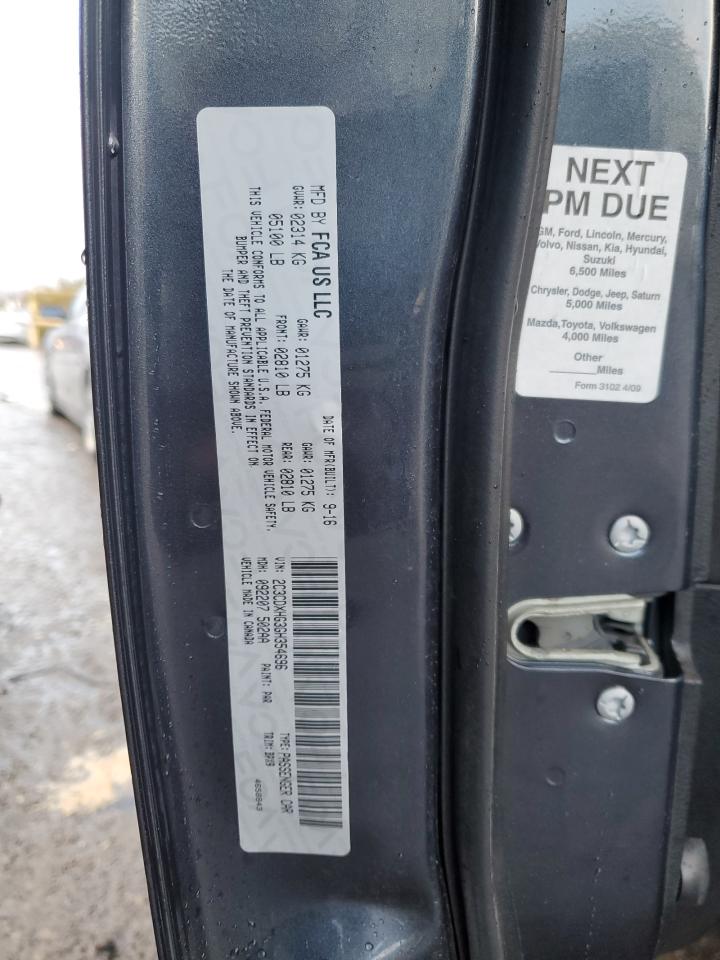 MFD BY FCA US LLC
DATE OF MFR(BUILT): 9-16
GVWR: 02314 KG
GAWR: 01275 KG
GAWR: 01275 KG
05100 LB
FRONT: 02810 LB
REAR: 02810 LB
THIS VEHICLE CONFORMS TO ALL APPLICABLE U.S.A. FEDERAL MOTOR VEHICLE SAFETY,
BUMPER AND THEFT PREVENTION STANDARDS IN EFFECT ON
THE DATE OF MANUFACTURE SHOWN ABOVE.
VIN: 2C3CDXHG3GH354696
TYPE: PASSENGER CAR
MDH: 092207 502AA
PAINT: PAR
TRIM: BPX9
VEHICLE MADE IN CANADA
4658843
NEXT
PM DUE
GM, Ford, Lincoln, Mercury,
Volvo, Nissan, Kia, Hyundai,
Suzuki
6,500 Miles
Chrysler, Dodge, Jeep, Saturn
5,000 Miles
Mazda,Toyota, Volkswagen
4,000 Miles
Other
______Miles
Form 3102 4/09